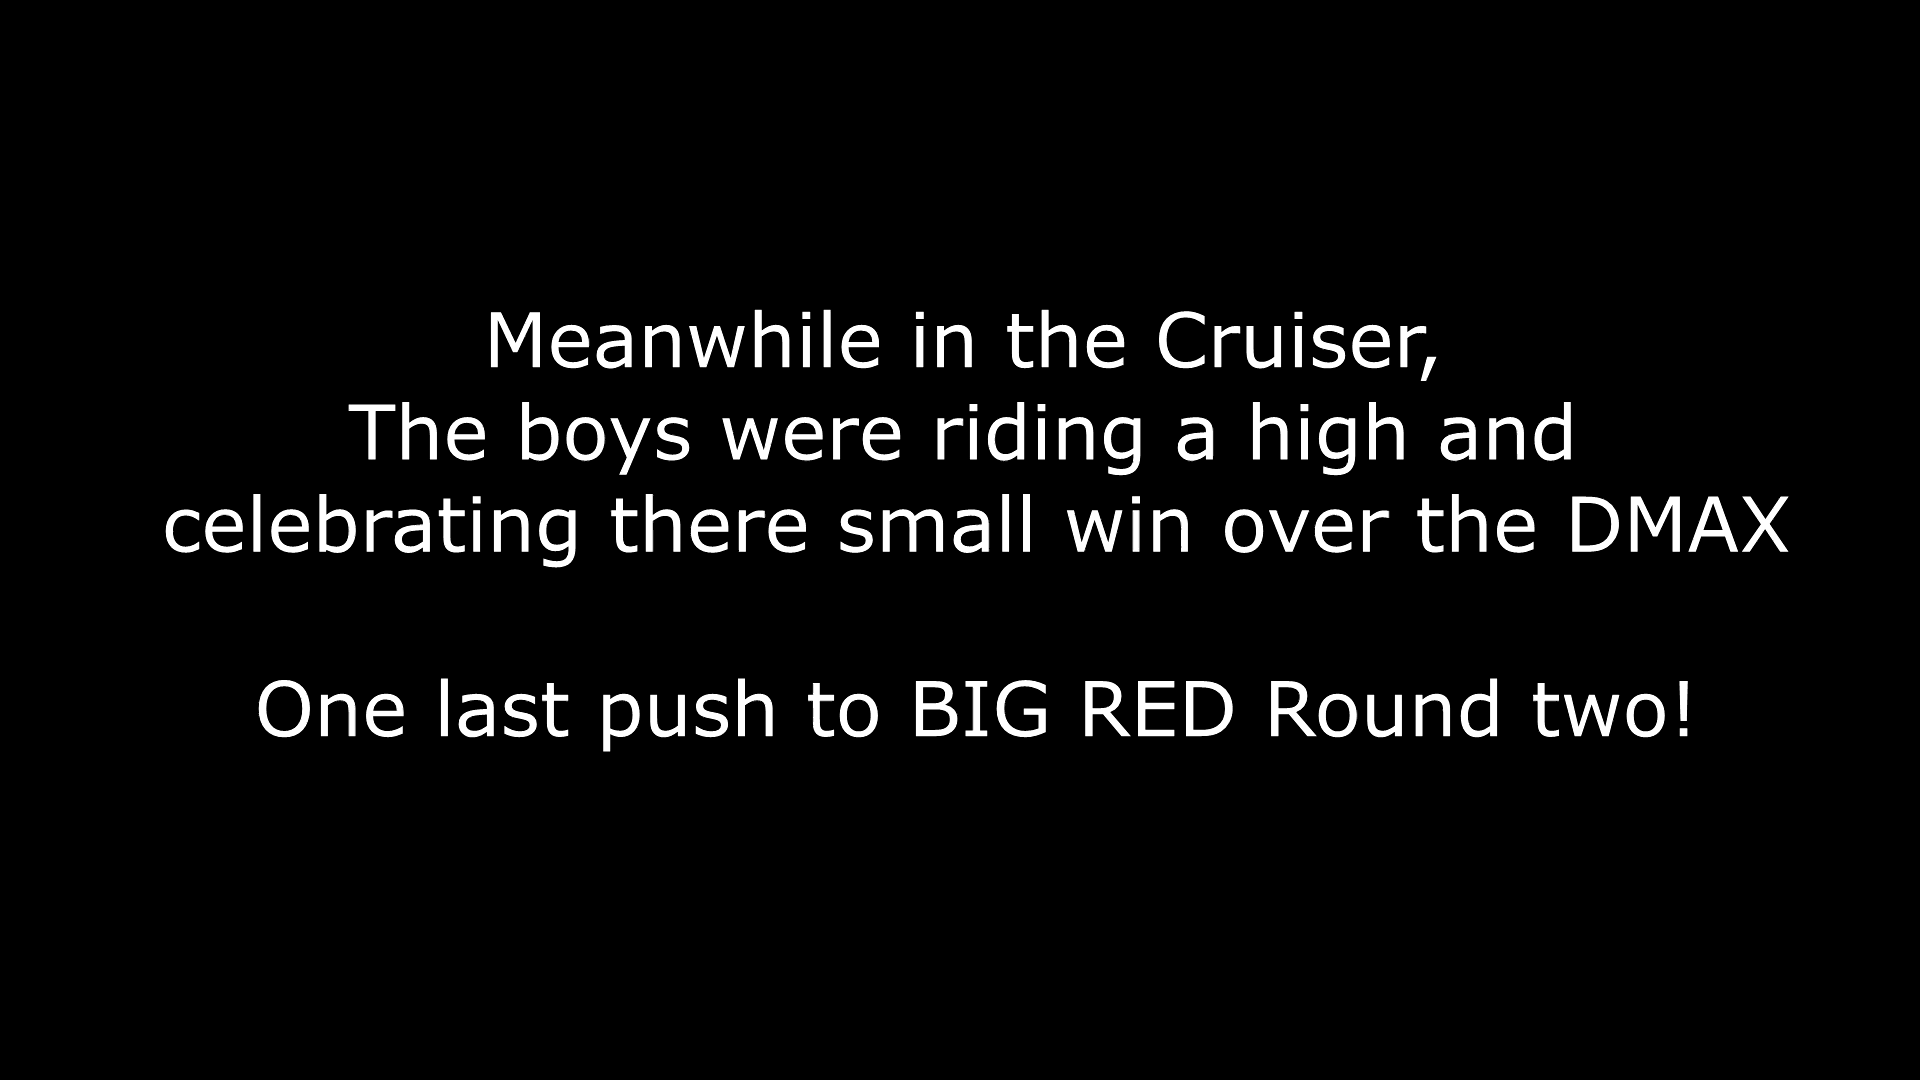 Meanwhile in the Cruiser,
The boys were riding a high and
celebrating there small win over the DMAX
One last push to BIG RED Round two!